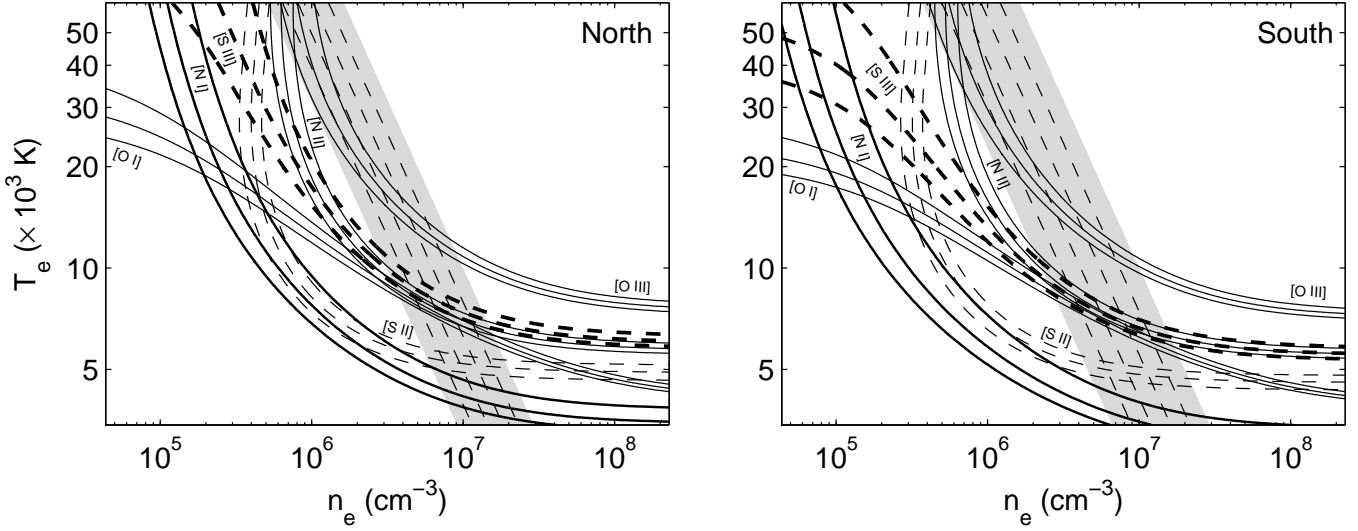 North
South
50
40
30
20
10
5
T_e (× 10^3 K)
[S III]
[N I]
[N II]
[O I]
[O III]
[S II]
10^5
10^6
10^7
10^8
n_e (cm^−3)
50
40
30
20
10
5
[S III]
[N I]
[N II]
[O I]
[O III]
[S II]
10^5
10^6
10^7
10^8
n_e (cm^−3)